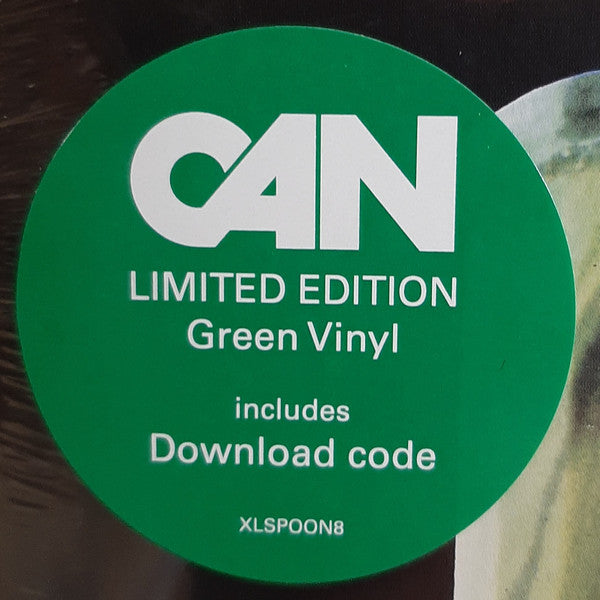 CAN
LIMITED EDITION
Green Vinyl
includes
Download code
XLSPOON8